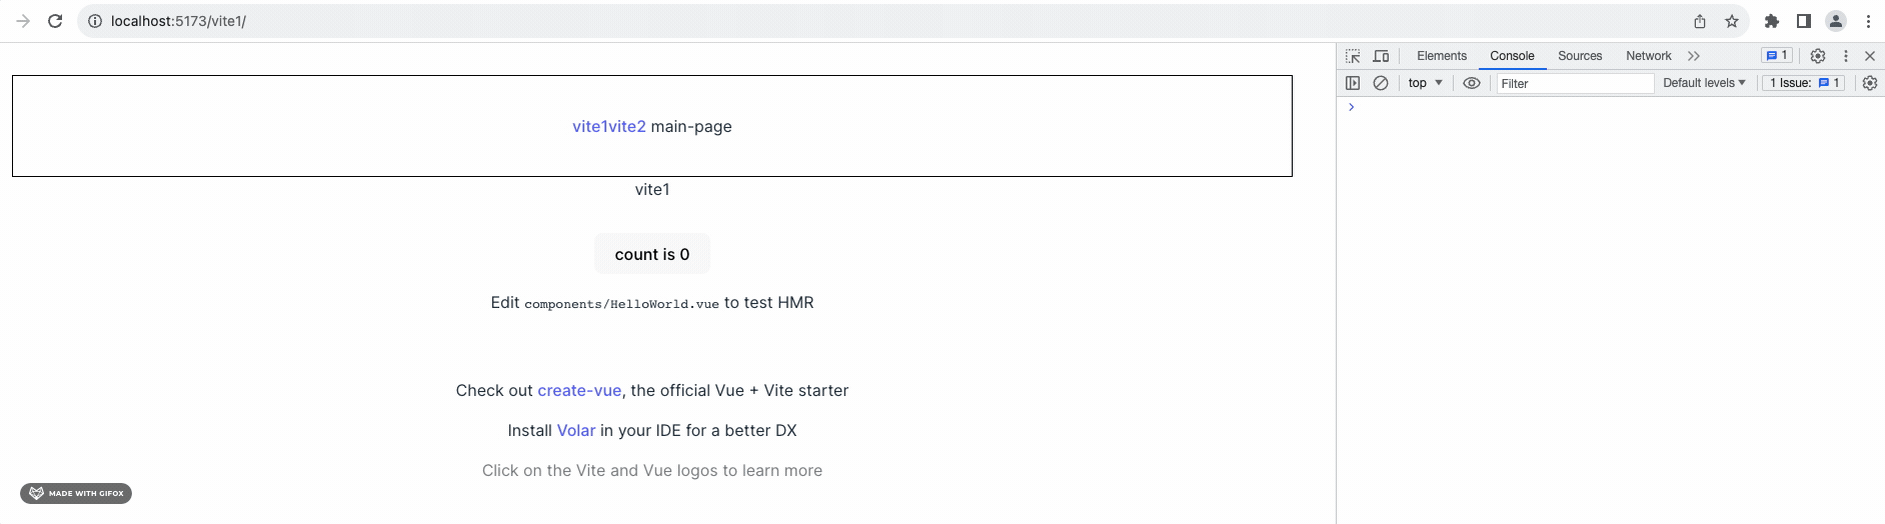 localhost:5173/vite1/
Elements Console Sources Network 1
top Filter Default levels 1 Issue: 1
vite1vite2 main-page
vite1
count is 0
Edit components/HelloWorld.vue to test HMR
Check out create-vue, the official Vue + Vite starter
Install Volar in your IDE for a better DX
Click on the Vite and Vue logos to learn more
MADE WITH GIFOX